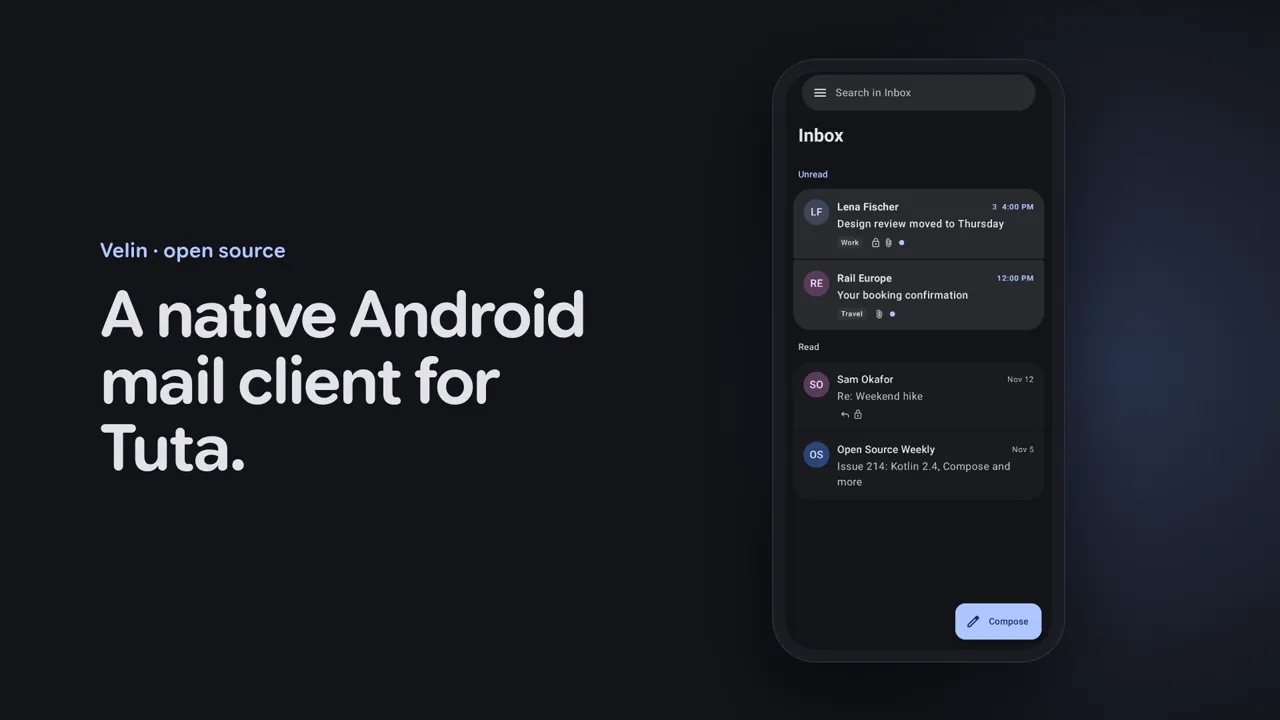 Velin · open source
A native Android
mail client for
Tuta.
Search in Inbox
Inbox
Unread
LF
Lena Fischer
3 4:00 PM
Design review moved to Thursday
Work
RE
Rail Europe
12:00 PM
Your booking confirmation
Travel
Read
SO
Sam Okafor
Nov 12
Re: Weekend hike
OS
Open Source Weekly
Nov 5
Issue 214: Kotlin 2.4, Compose and
more
Compose